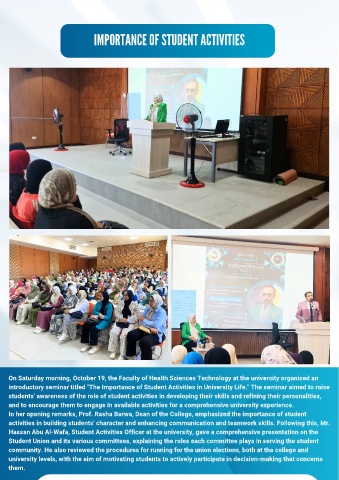 IMPORTANCE OF STUDENT ACTIVITIES
On Saturday morning, October 19, the Faculty of Health Sciences Technology at the university organized an
introductory seminar titled "The Importance of Student Activities in University Life." The seminar aimed to raise
students' awareness of the role of student activities in developing their skills and refining their personalities,
and to encourage them to engage in available activities for a comprehensive university experience.
In her opening remarks, Prof. Rasha Barwa, Dean of the College, emphasized the importance of student
activities in building students' character and enhancing communication and teamwork skills. Following this, Mr.
Hassan Abu Al-Wafa, Student Activities Officer at the university, gave a comprehensive presentation on the
Student Union and its various committees, explaining the roles each committee plays in serving the student
community. He also reviewed the procedures for running for the union elections, both at the college and
university levels, with the aim of motivating students to actively participate in decision-making that concerns
them.